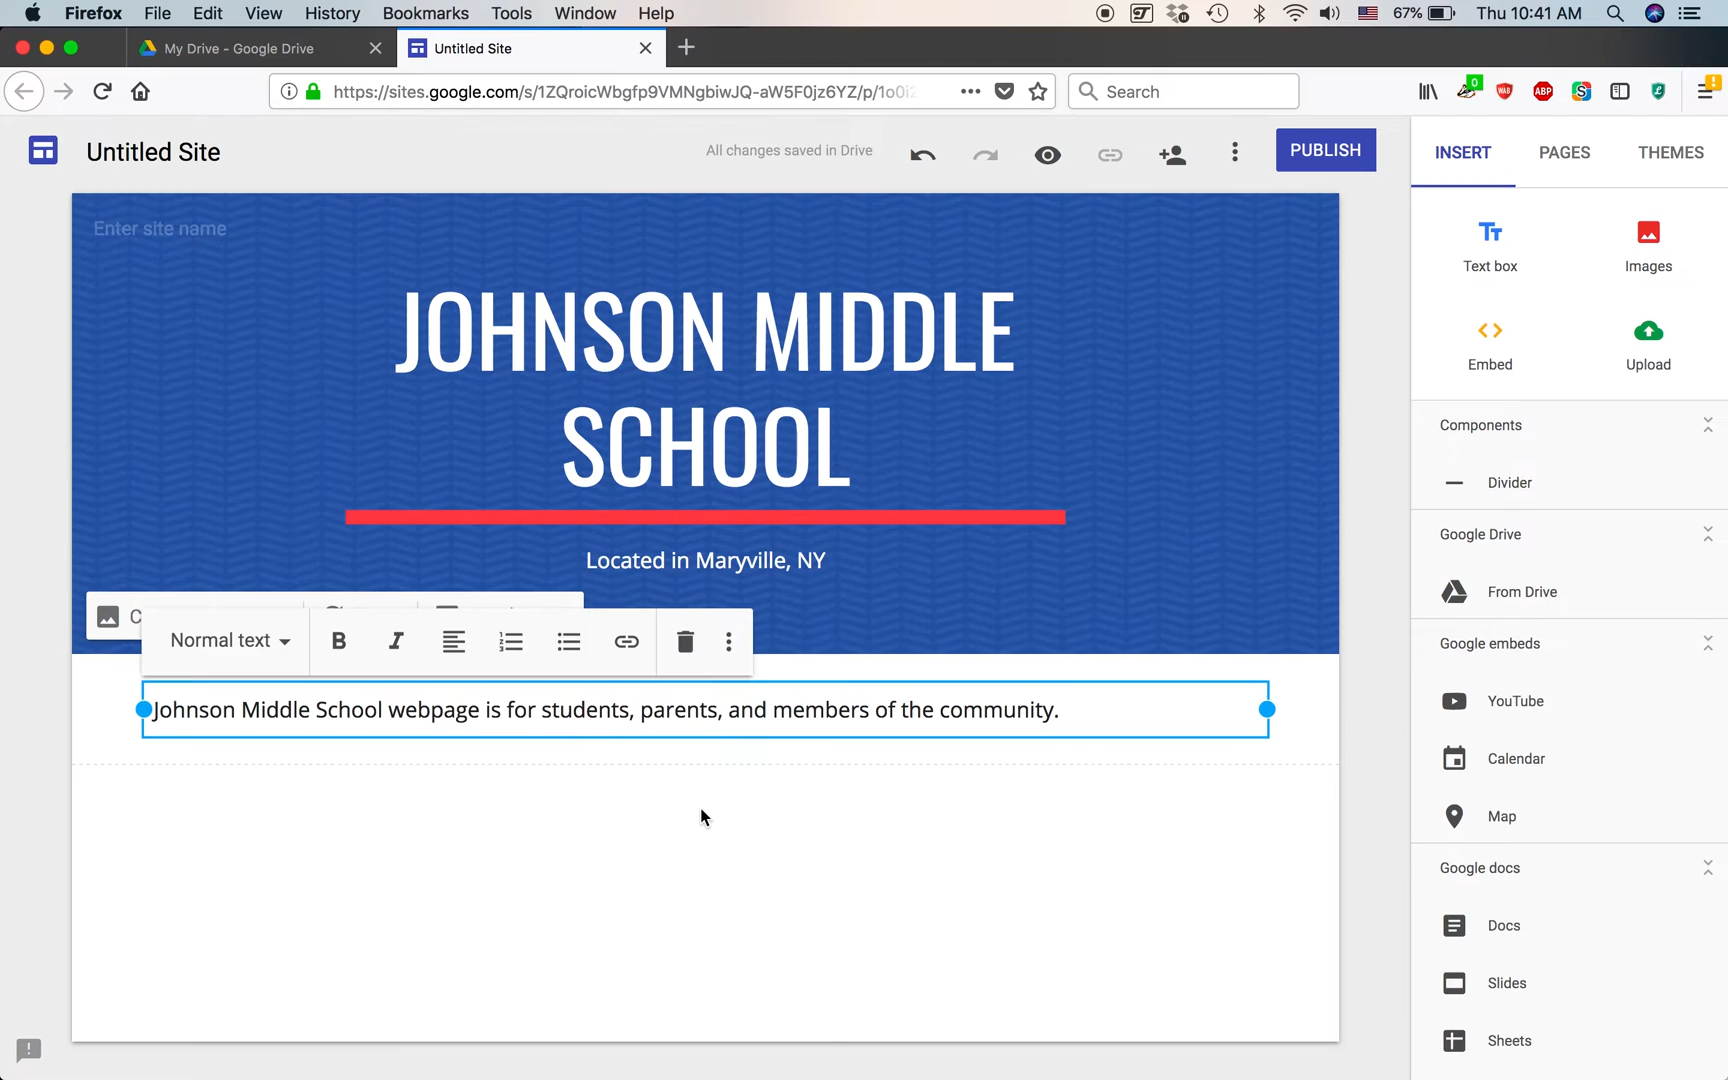 Firefox File Edit View History Bookmarks Tools Window Help 67% Thu 10:41 AM
My Drive - Google Drive Untitled Site
https://sites.google.com/s/1ZQroicWbgfp9VMNgbiwJQ-aW5F0jz6YZ/p/1o0i Search 0 WAB ABP
Untitled Site All changes saved in Drive PUBLISH INSERT PAGES THEMES
Enter site name
JOHNSON MIDDLE
SCHOOL
Located in Maryville, NY
C
Normal text B I
Johnson Middle School webpage is for students, parents, and members of the community.
Text box Images
Embed Upload
Components
Divider
Google Drive
From Drive
Google embeds
YouTube
Calendar
Map
Google docs
Docs
Slides
Sheets